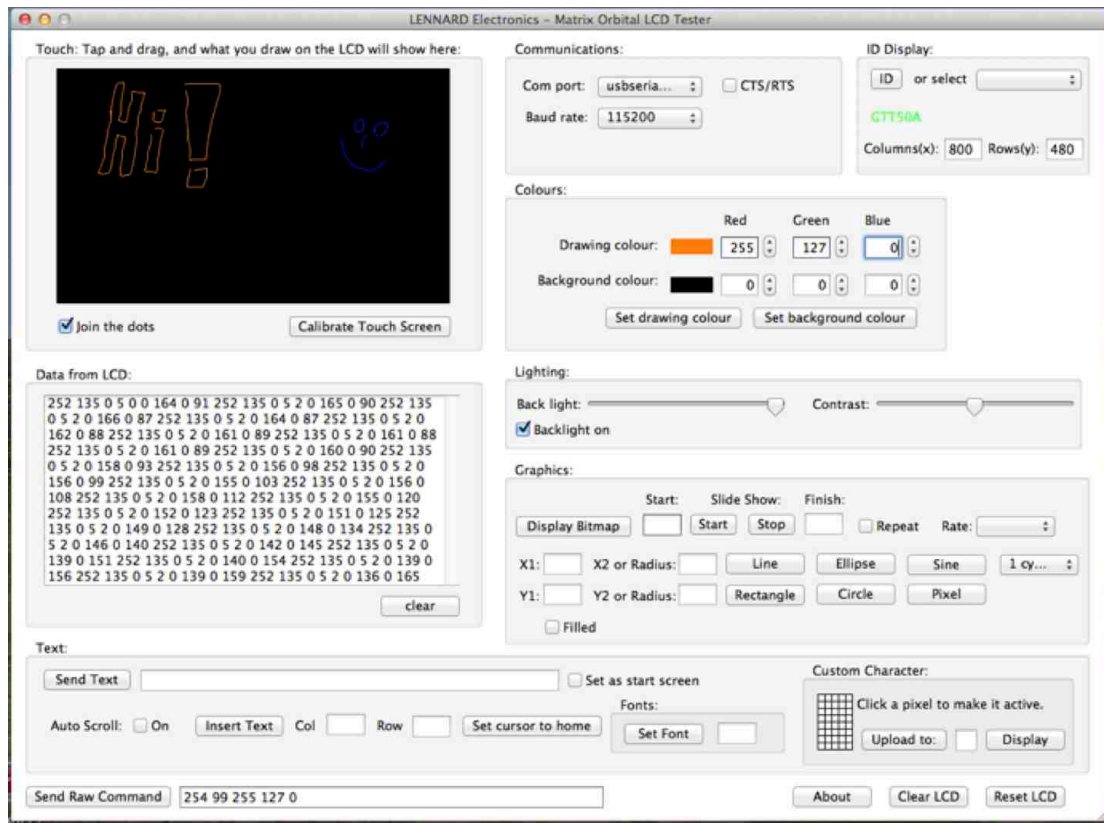 LENNARD Electronics – Matrix Orbital LCD Tester
Touch: Tap and drag, and what you draw on the LCD will show here:
Hi!
Join the dots
Calibrate Touch Screen
Communications:
Com port: usbseria... CTS/RTS
Baud rate: 115200
ID Display:
ID or select
GTT50A
Columns(x): 800 Rows(y): 480
Colours:
Red Green Blue
Drawing colour: 255 127 0
Background colour: 0 0 0
Set drawing colour Set background colour
Data from LCD:
252 135 0 5 0 0 164 0 91 252 135 0 5 2 0 165 0 90 252 135
0 5 2 0 166 0 87 252 135 0 5 2 0 164 0 87 252 135 0 5 2 0
162 0 88 252 135 0 5 2 0 161 0 89 252 135 0 5 2 0 161 0 88
252 135 0 5 2 0 161 0 89 252 135 0 5 2 0 160 0 90 252 135
0 5 2 0 158 0 93 252 135 0 5 2 0 156 0 98 252 135 0 5 2 0
156 0 99 252 135 0 5 2 0 155 0 103 252 135 0 5 2 0 156 0
108 252 135 0 5 2 0 158 0 112 252 135 0 5 2 0 155 0 120
252 135 0 5 2 0 152 0 123 252 135 0 5 2 0 151 0 125 252
135 0 5 2 0 149 0 128 252 135 0 5 2 0 148 0 134 252 135 0
5 2 0 146 0 140 252 135 0 5 2 0 142 0 145 252 135 0 5 2 0
139 0 151 252 135 0 5 2 0 140 0 154 252 135 0 5 2 0 139 0
156 252 135 0 5 2 0 139 0 159 252 135 0 5 2 0 136 0 165
clear
Lighting:
Back light: Contrast:
Backlight on
Graphics:
Start: Slide Show: Finish:
Display Bitmap Start Stop Repeat Rate:
X1: X2 or Radius: Line Ellipse Sine 1 cy...
Y1: Y2 or Radius: Rectangle Circle Pixel
Filled
Text:
Send Text Set as start screen
Auto Scroll: On Insert Text Col Row Set cursor to home
Fonts:
Set Font
Custom Character:
Click a pixel to make it active.
Upload to: Display
Send Raw Command 254 99 255 127 0
About Clear LCD Reset LCD